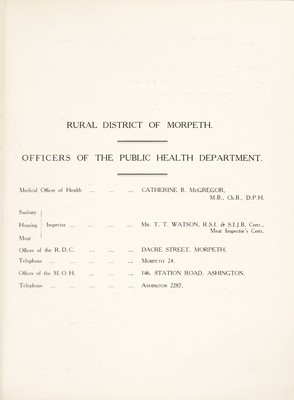 RURAL DISTRICT OF MORPETH.
OFFICERS OF THE PUBLIC HEALTH DEPARTMENT.
Medical Officer of Health ... ... ... CATHERINE B. McGREGOR,
M.B., Ch.B., D.P.H.
Sanitary
Housing Inspector ... ... ... ... Mr. T. T. WATSON, R.S.I. & S.I.J.B. Certs.,
Meat Inspector's Certs.
Meat
Offices of the R.D.C. ... ... ... DACRE STREET, MORPETH.
Telephone ... ... ... ... ... MORPETH 24.
Offices of the M.O.H. ... ... ... 146, STATION ROAD, ASHINGTON.
Telephone ... ... ... ... ... ASHINGTON 2287.